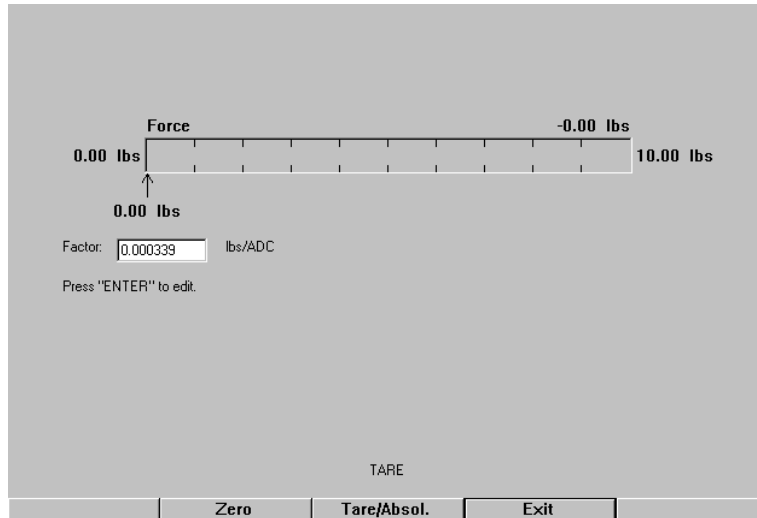 Force -0.00 lbs
0.00 lbs 10.00 lbs
0.00 lbs
Factor: 0.000339 lbs/ADC
Press "ENTER" to edit.
TARE
Zero Tare/Absol. Exit